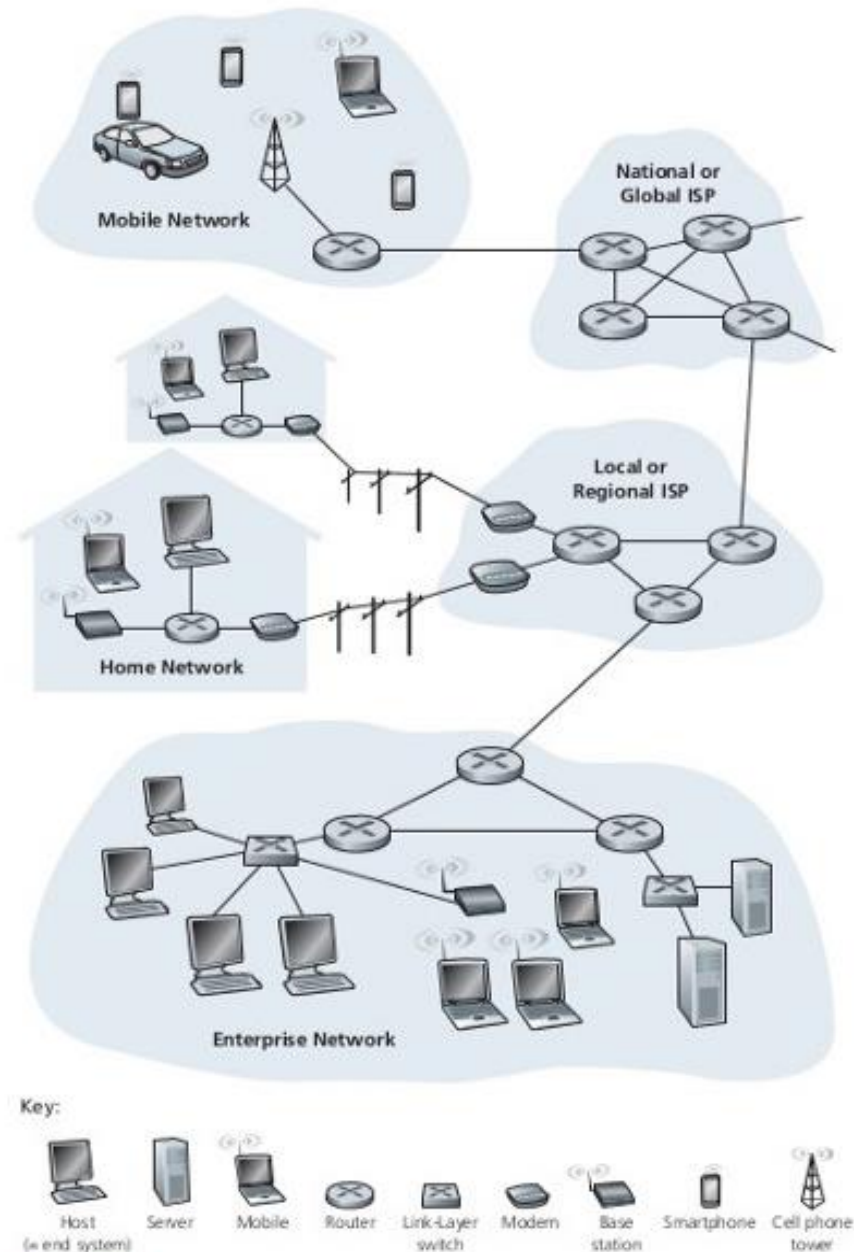 Mobile Network
National or
Global ISP
Local or
Regional ISP
Home Network
Enterprise Network
Key:
Host
(= end system)
Server
Mobile
Router
Link-Layer
switch
Modem
Base
station
Smartphone
Cell phone
tower